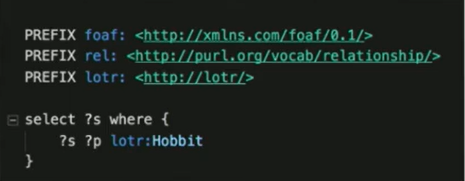 PREFIX foaf: <http://xmlns.com/foaf/0.1/>
PREFIX rel: <http://purl.org/vocab/relationship/>
PREFIX lotr: <http://lotr/>
select ?s where {
?s ?p lotr:Hobbit
}